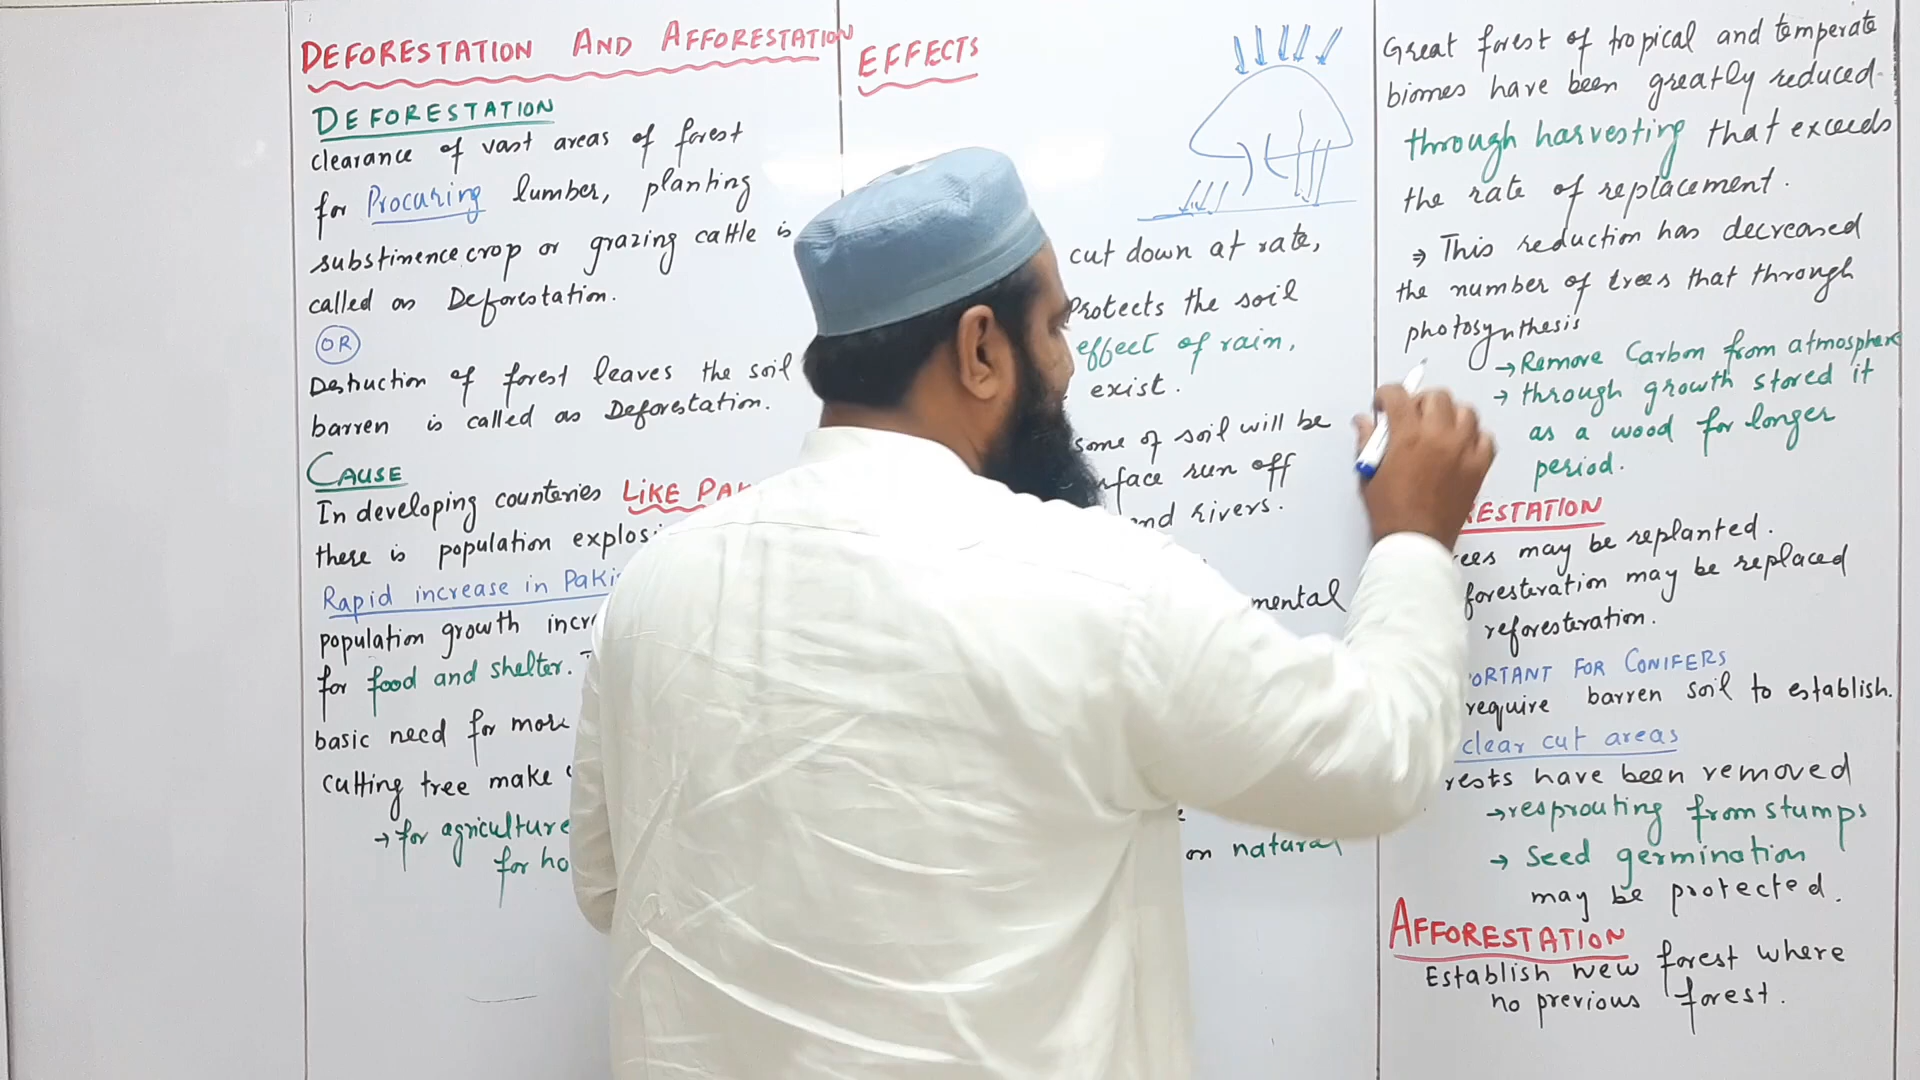 DEFORESTATION AND AFFORESTATION
DEFORESTATION
clearance of vast areas of forest
for Procuring lumber, planting
substinence crop or grazing cattle is
called as Deforestation.
OR
Destruction of forest leaves the soil
barren is called as Deforestation.
CAUSE
In developing counteries LIKE PAK
there is population explos
Rapid increase in Paki
population growth incr
for food and shelter.
basic need for more
cutting tree make
→ for agriculture
for ho
EFFECTS
cut down at rate,
Protects the soil
effect of rain,
exist.
some of soil will be
rface run off
and rivers.
mental
on natural
Great forest of tropical and temperate
biomes have been greatly reduced
through harvesting that exceeds
the rate of replacement.
⇒ This reduction has decreased
the number of trees that through
photosynthesis
→ Remove Carbon from atmosphere
→ through growth stored it
as a wood for longer
period.
RESTATION
ees may be replanted.
foresteration may be replaced
reforesteration.
ORTANT FOR CONIFERS
require barren soil to establish.
clear cut areas
rests have been removed
→ resprouting from stumps
→ Seed germination
may be protected.
AFFORESTATION
Establish new forest where
no previous forest.